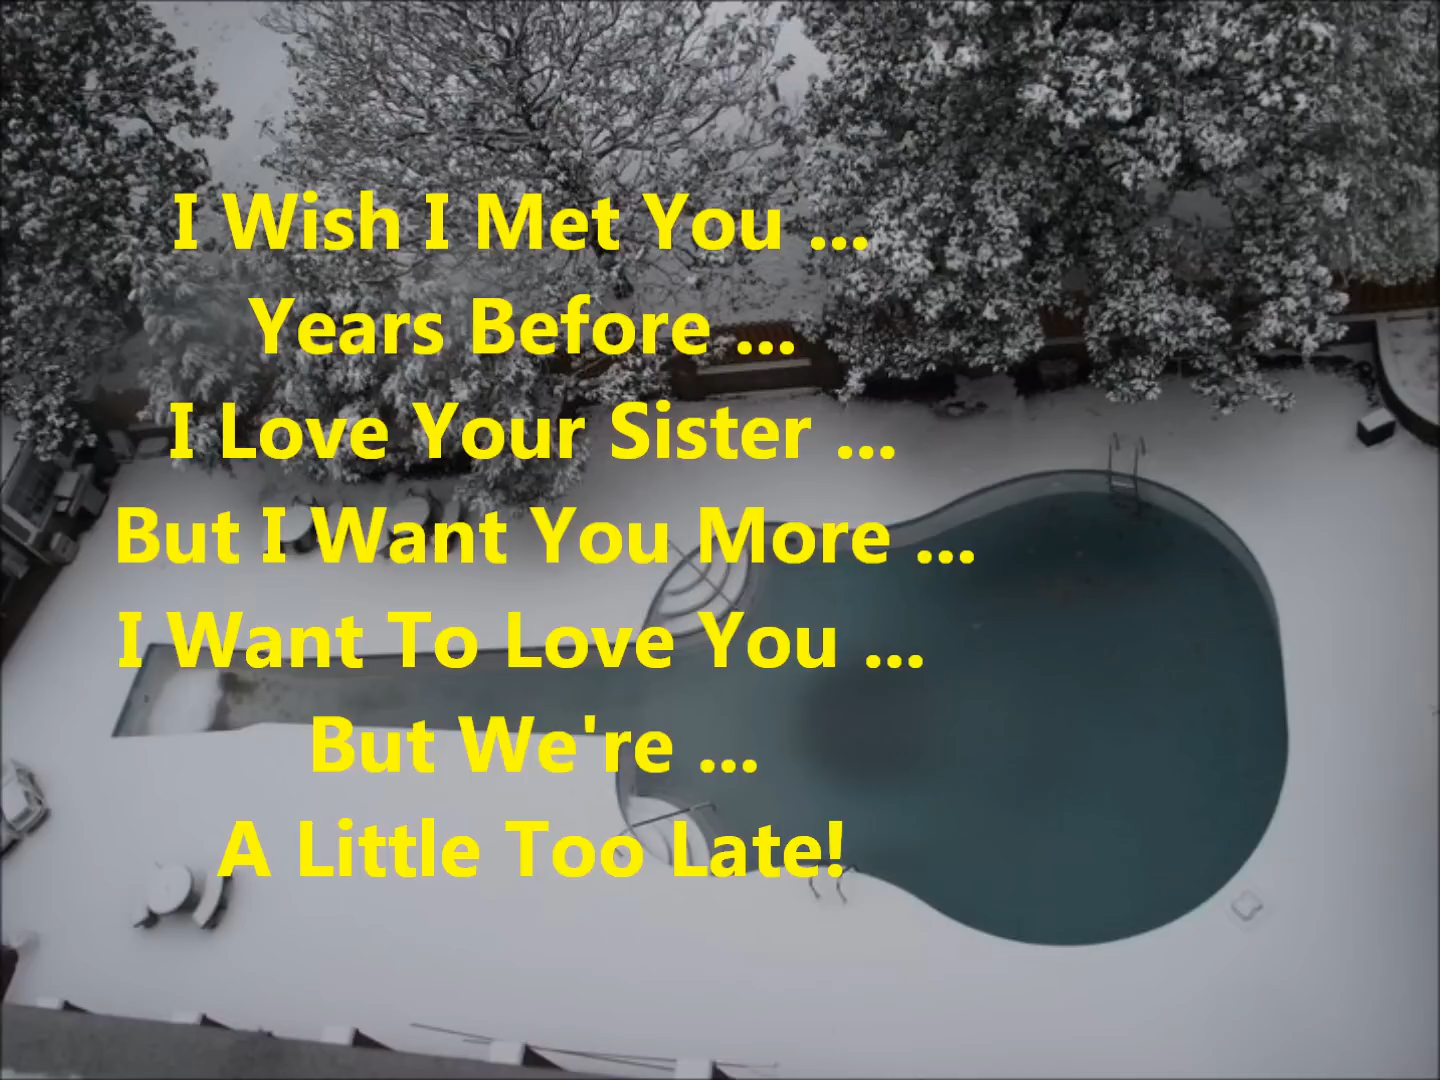 I Wish I Met You ...
Years Before ...
I Love Your Sister ...
But I Want You More ...
I Want To Love You ...
But We're ...
A Little Too Late!